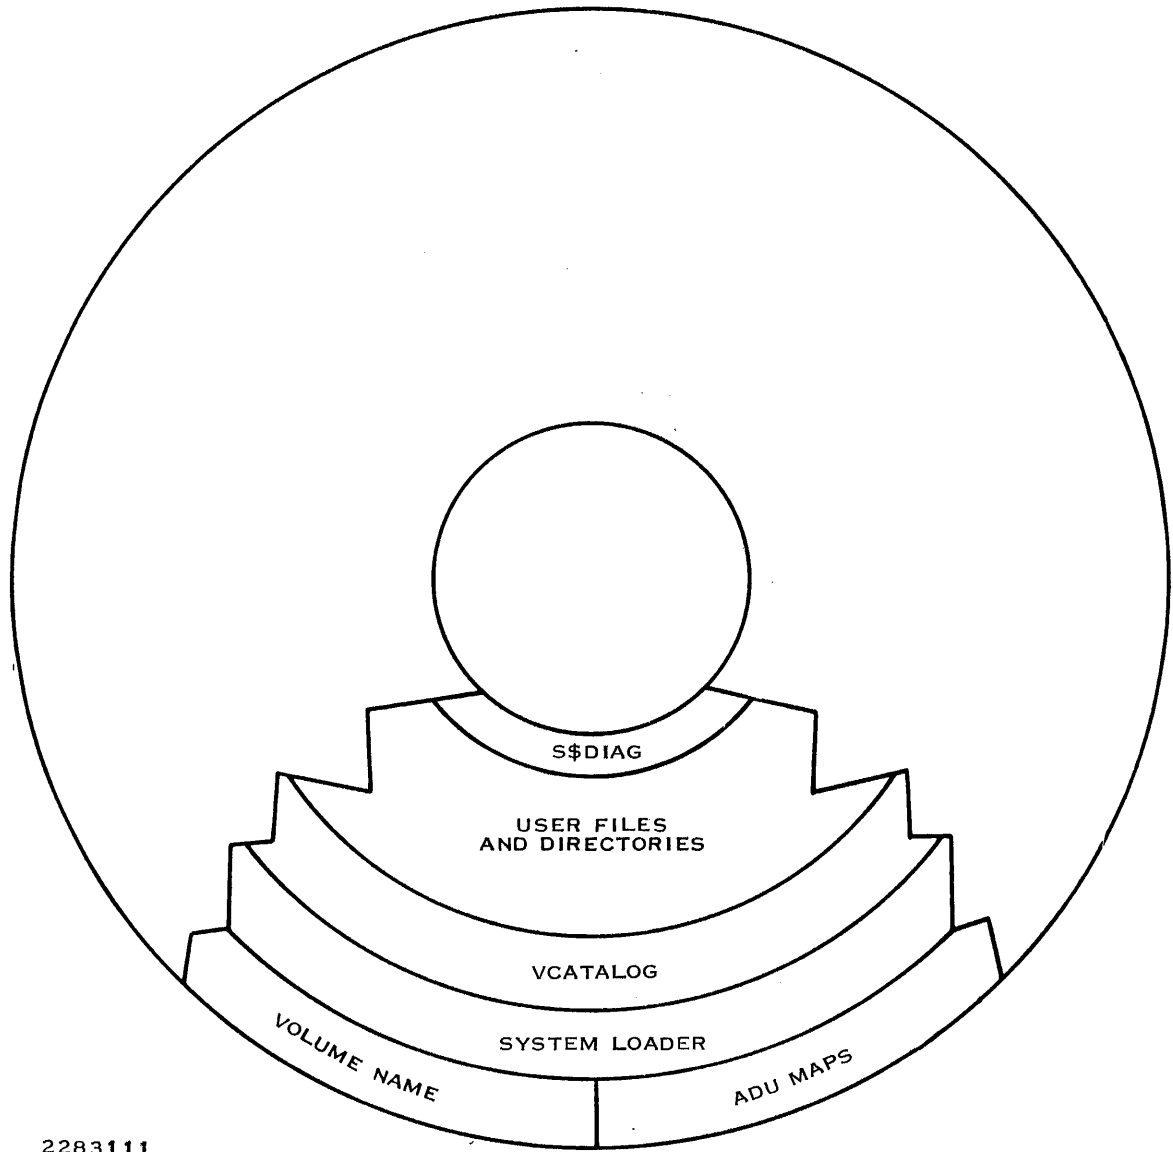 S$DIAG
USER FILES
AND DIRECTORIES
VCATALOG
SYSTEM LOADER
VOLUME NAME
ADU MAPS
2283111